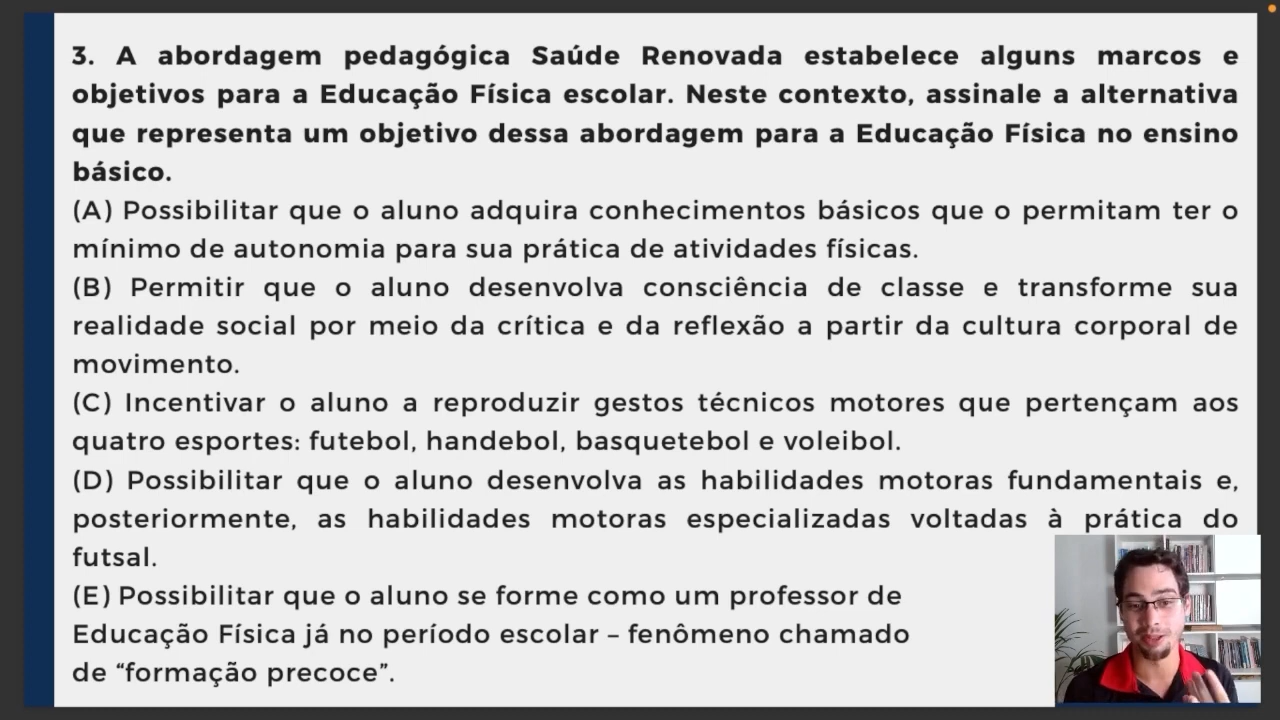 3. A abordagem pedagógica Saúde Renovada estabelece alguns marcos e
objetivos para a Educação Física escolar. Neste contexto, assinale a alternativa
que representa um objetivo dessa abordagem para a Educação Física no ensino
básico.
(A) Possibilitar que o aluno adquira conhecimentos básicos que o permitam ter o
mínimo de autonomia para sua prática de atividades físicas.
(B) Permitir que o aluno desenvolva consciência de classe e transforme sua
realidade social por meio da crítica e da reflexão a partir da cultura corporal de
movimento.
(C) Incentivar o aluno a reproduzir gestos técnicos motores que pertençam aos
quatro esportes: futebol, handebol, basquetebol e voleibol.
(D) Possibilitar que o aluno desenvolva as habilidades motoras fundamentais e,
posteriormente, as habilidades motoras especializadas voltadas à prática do
futsal.
(E) Possibilitar que o aluno se forme como um professor de
Educação Física já no período escolar – fenômeno chamado
de “formação precoce”.